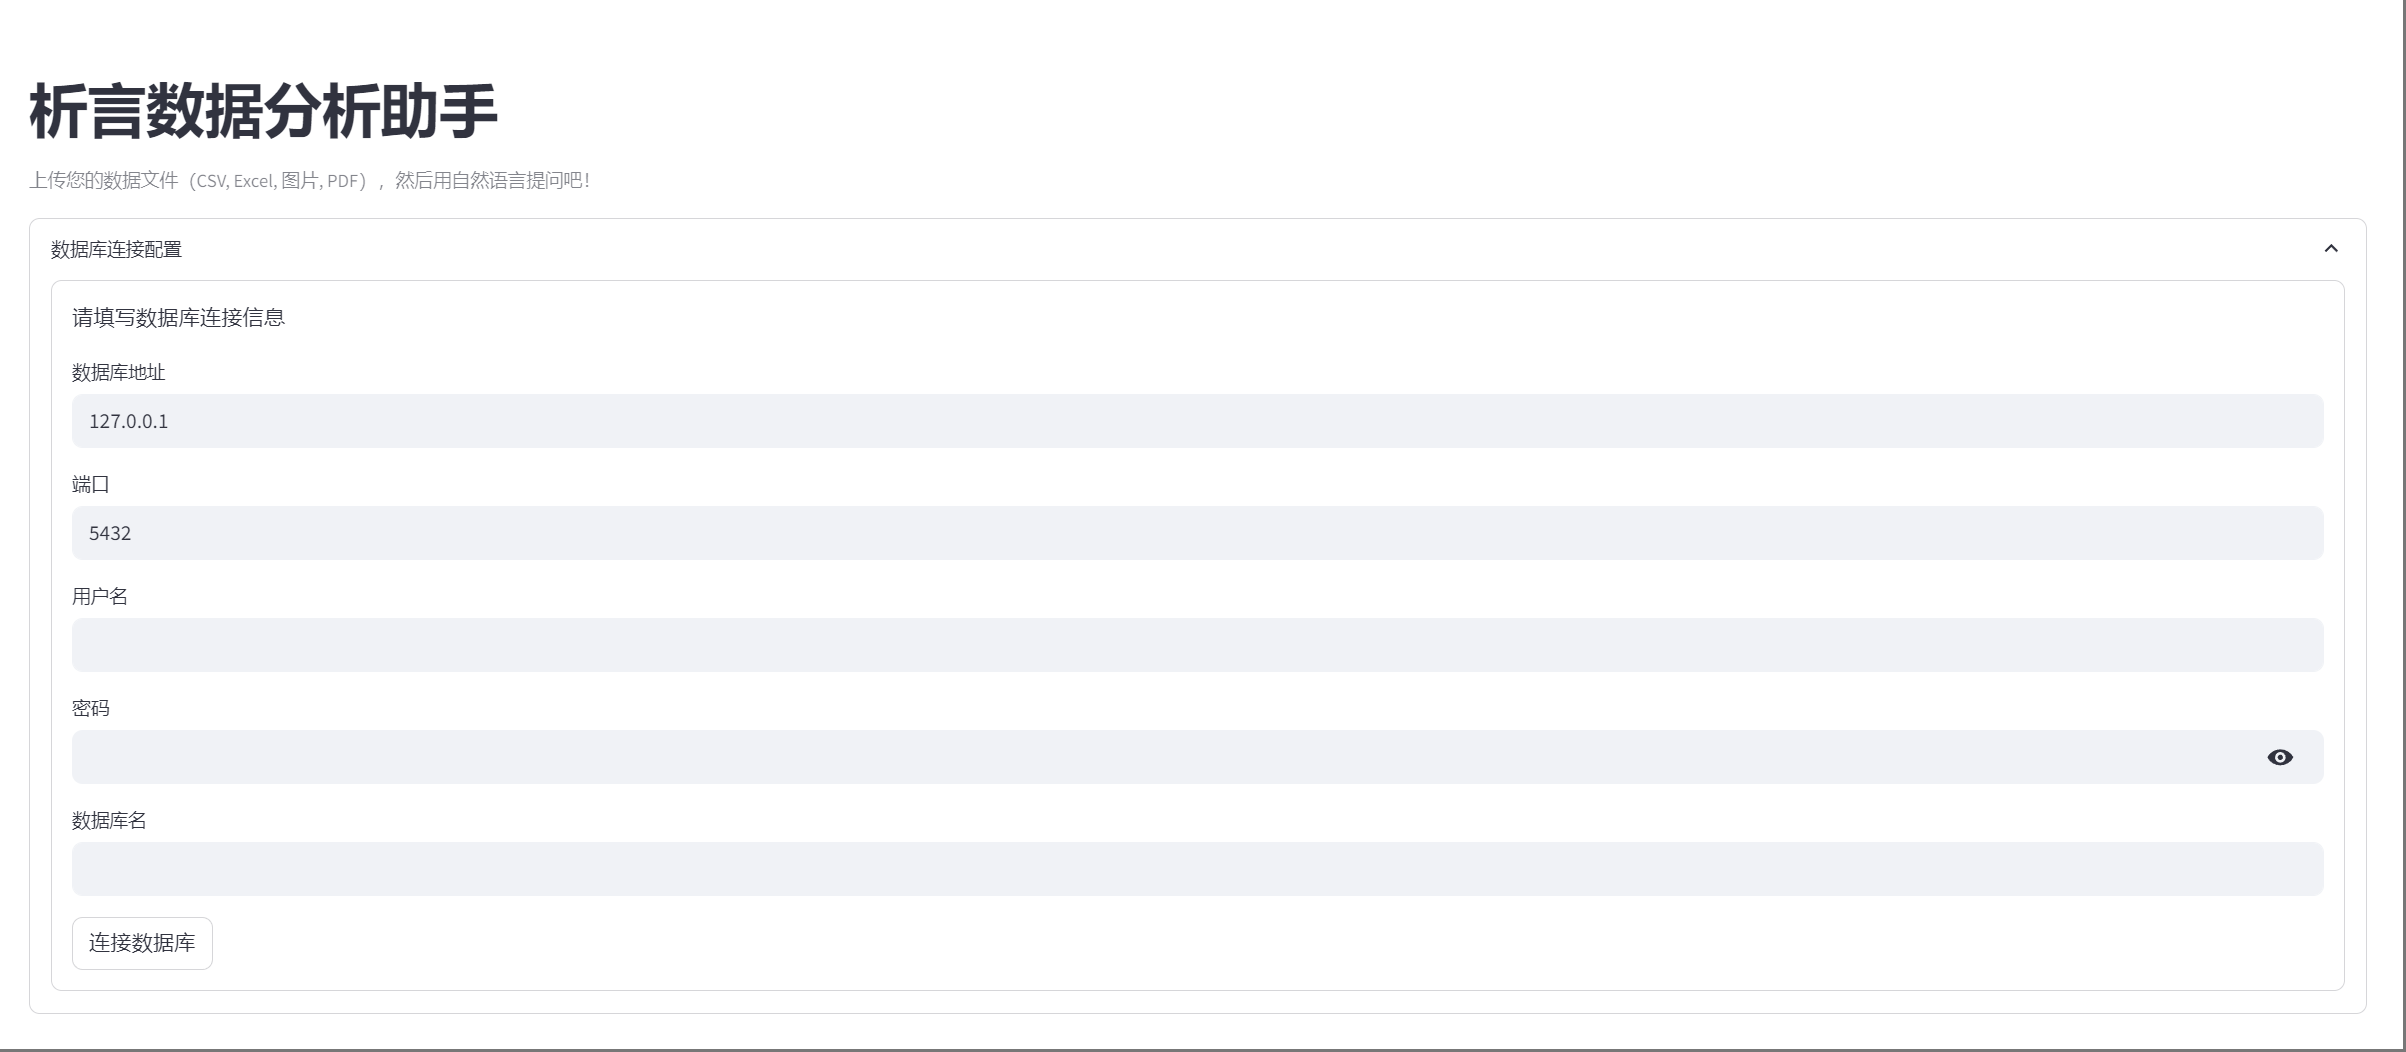 析言数据分析助手
上传您的数据文件（CSV, Excel, 图片, PDF），然后用自然语言提问吧！
数据库连接配置
请填写数据库连接信息
数据库地址
127.0.0.1
端口
5432
用户名
密码
数据库名
连接数据库